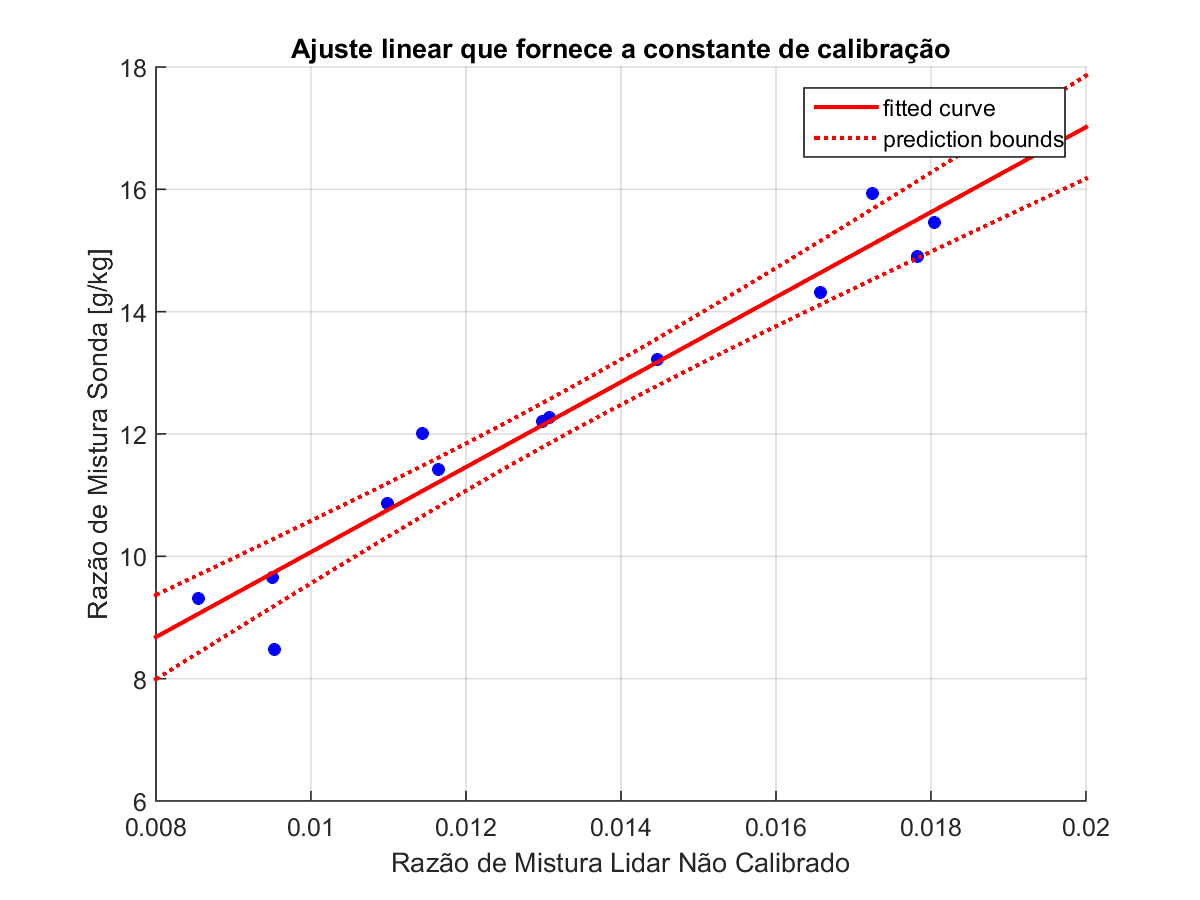 Ajuste linear que fornece a constante de calibração
18
16
14
12
10
8
6
fitted curve
prediction bounds
Razão de Mistura Sonda [g/kg]
0.008 0.01 0.012 0.014 0.016 0.018 0.02
Razão de Mistura Lidar Não Calibrado